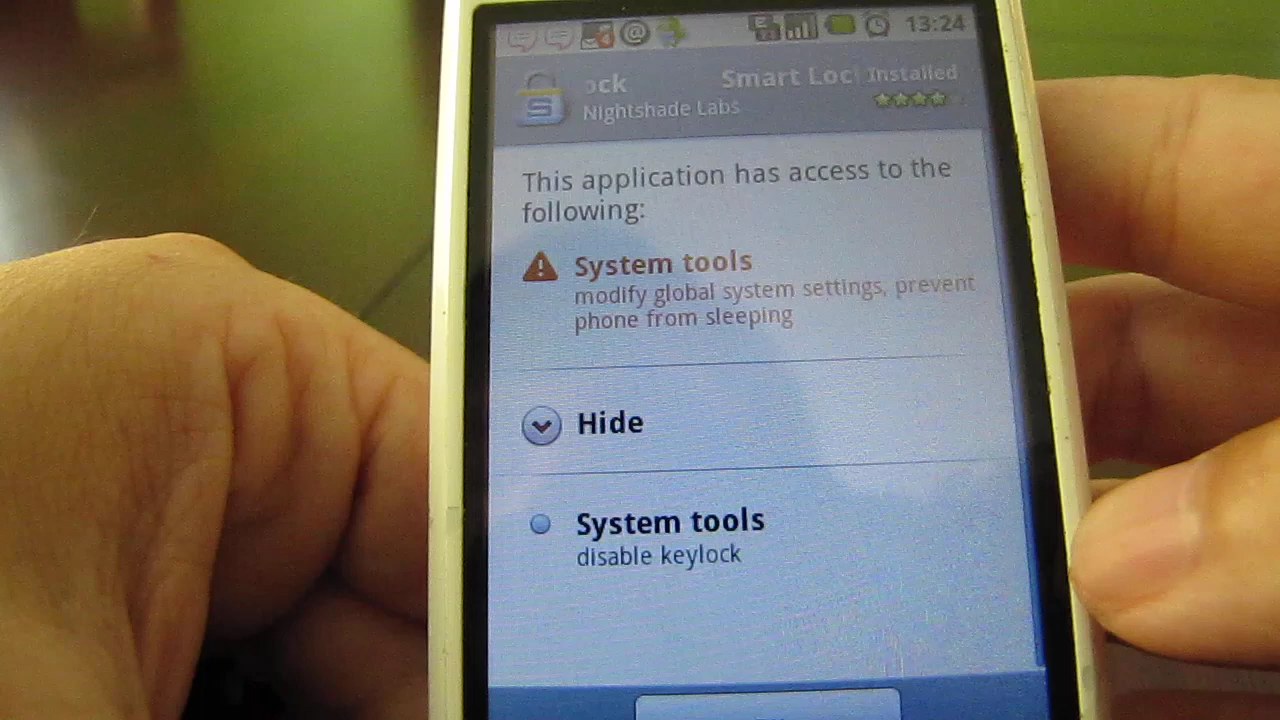 13:24
ock Smart Loc Installed
Nightshade Labs
This application has access to the
following:
System tools
modify global system settings, prevent
phone from sleeping
Hide
System tools
disable keylock